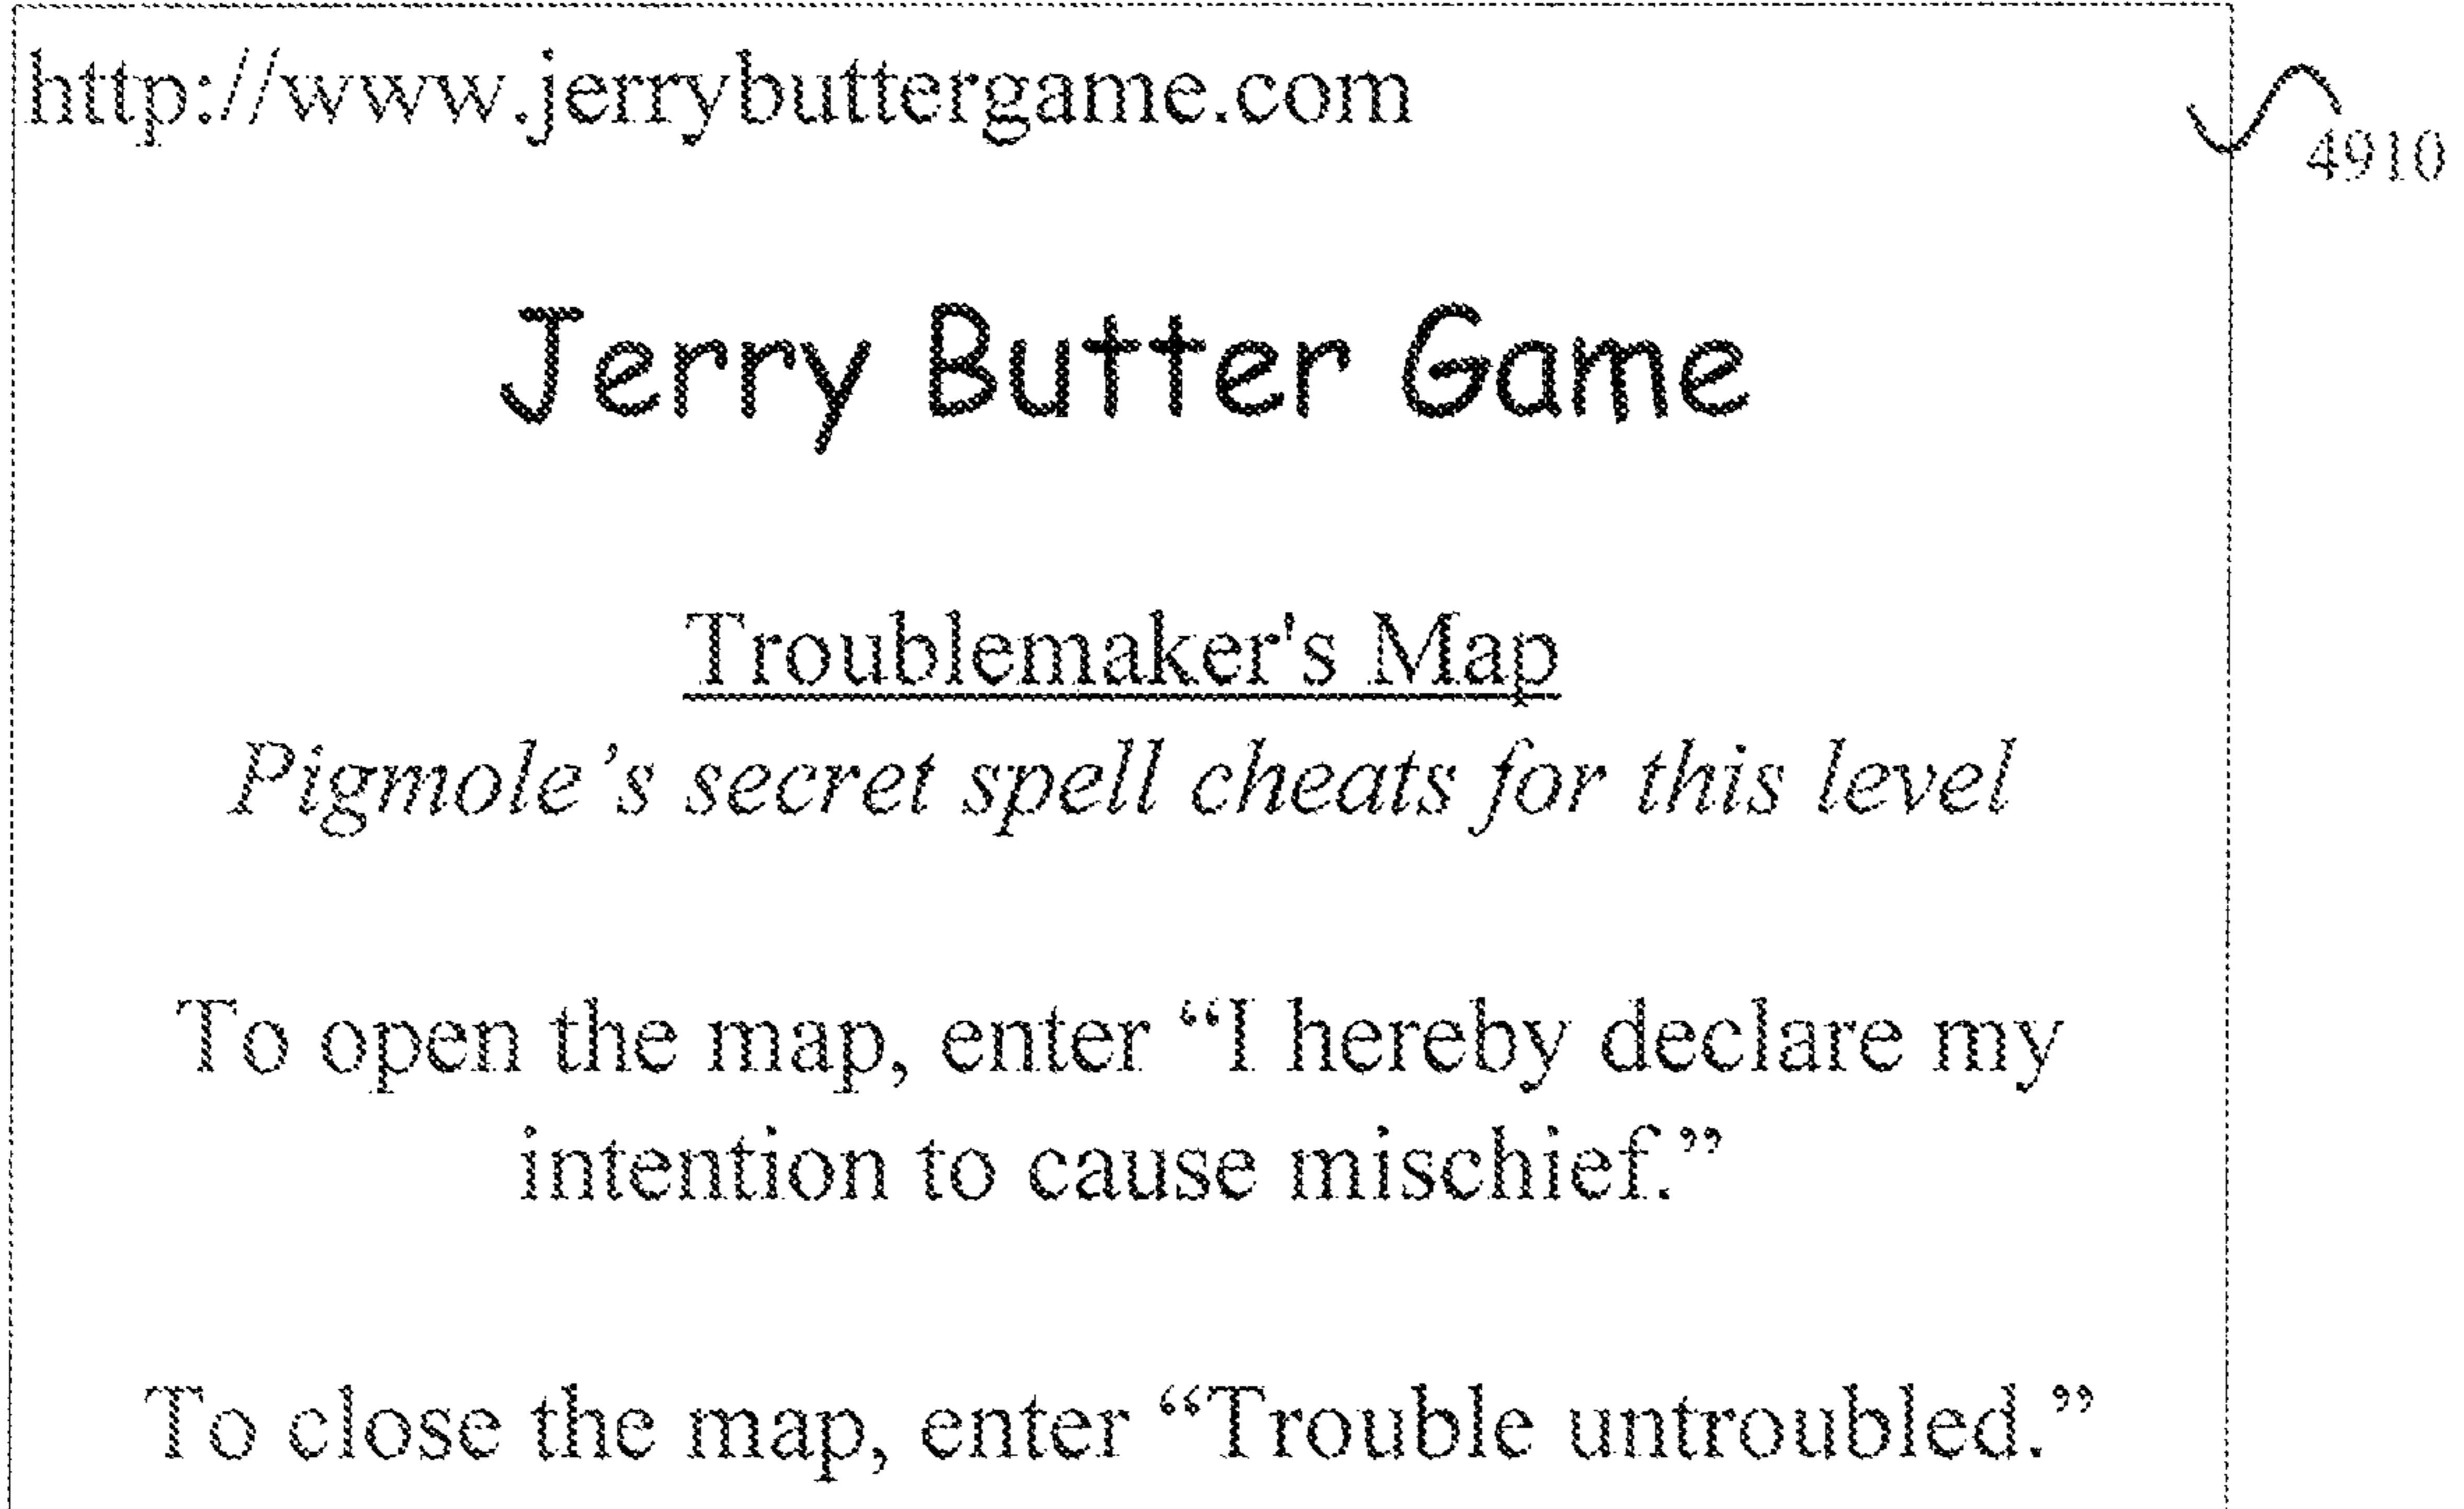 http://www.jerrybuttergame.com
4910
Jerry Butter Game
Troublemaker's Map
Pigmole’s secret spell cheats for this level
To open the map, enter “I hereby declare my
intention to cause mischief.”
To close the map, enter “Trouble untroubled.”